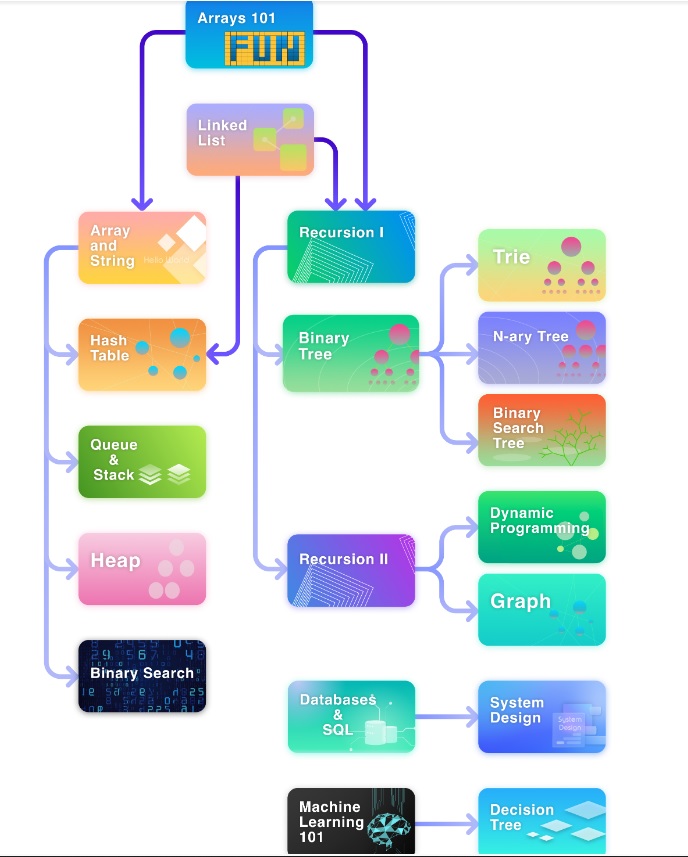 Arrays 101
FUN
Linked
List
Array
and
String
Recursion I
Trie
Hash
Table
Binary
Tree
N-ary Tree
Binary
Search
Tree
Queue
&
Stack
Dynamic
Programming
Heap
Recursion II
Graph
Binary Search
Databases
&
SQL
System
Design
System
Design
Machine
Learning
101
Decision
Tree